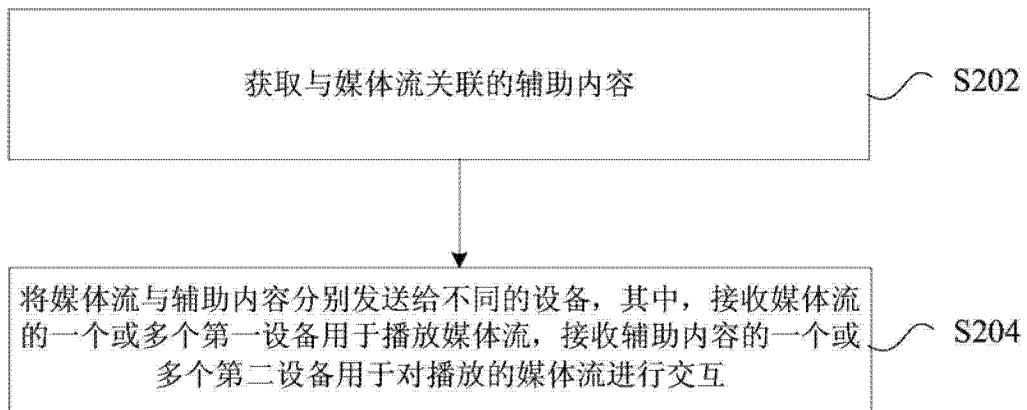 获取与媒体流关联的辅助内容
S202
将媒体流与辅助内容分别发送给不同的设备，其中，接收媒体流
的一个或多个第一设备用于播放媒体流，接收辅助内容的一个或
多个第二设备用于对播放的媒体流进行交互
S204